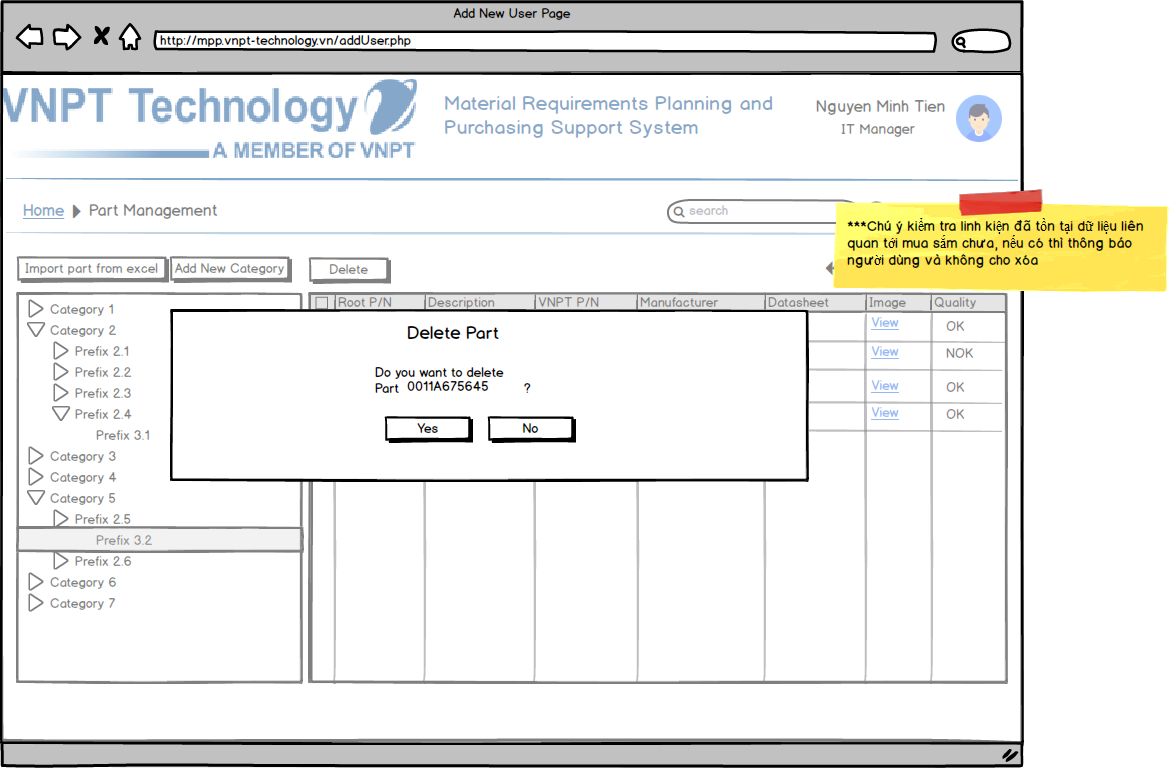 Add New User Page
http://mpp.vnpt-technology.vn/addUser.php
VNPT Technology
A MEMBER OF VNPT
Material Requirements Planning and
Purchasing Support System
Nguyen Minh Tien
IT Manager
Home
Part Management
search
***Chú ý kiểm tra linh kiện đã tồn tại dữ liệu liên
quan tới mua sắm chưa, nếu có thì thông báo
người dùng và không cho xóa
Import part from excel
Add New Category
Delete
Category 1
Category 2
Prefix 2.1
Prefix 2.2
Prefix 2.3
Prefix 2.4
Prefix 3.1
Category 3
Category 4
Category 5
Prefix 2.5
Prefix 3.2
Prefix 2.6
Category 6
Category 7
Root P/N Description VNPT P/N Manufacturer Datasheet Image Quality
View OK
View NOK
View OK
View OK
Delete Part
Do you want to delete
Part 0011A675645 ?
Yes No